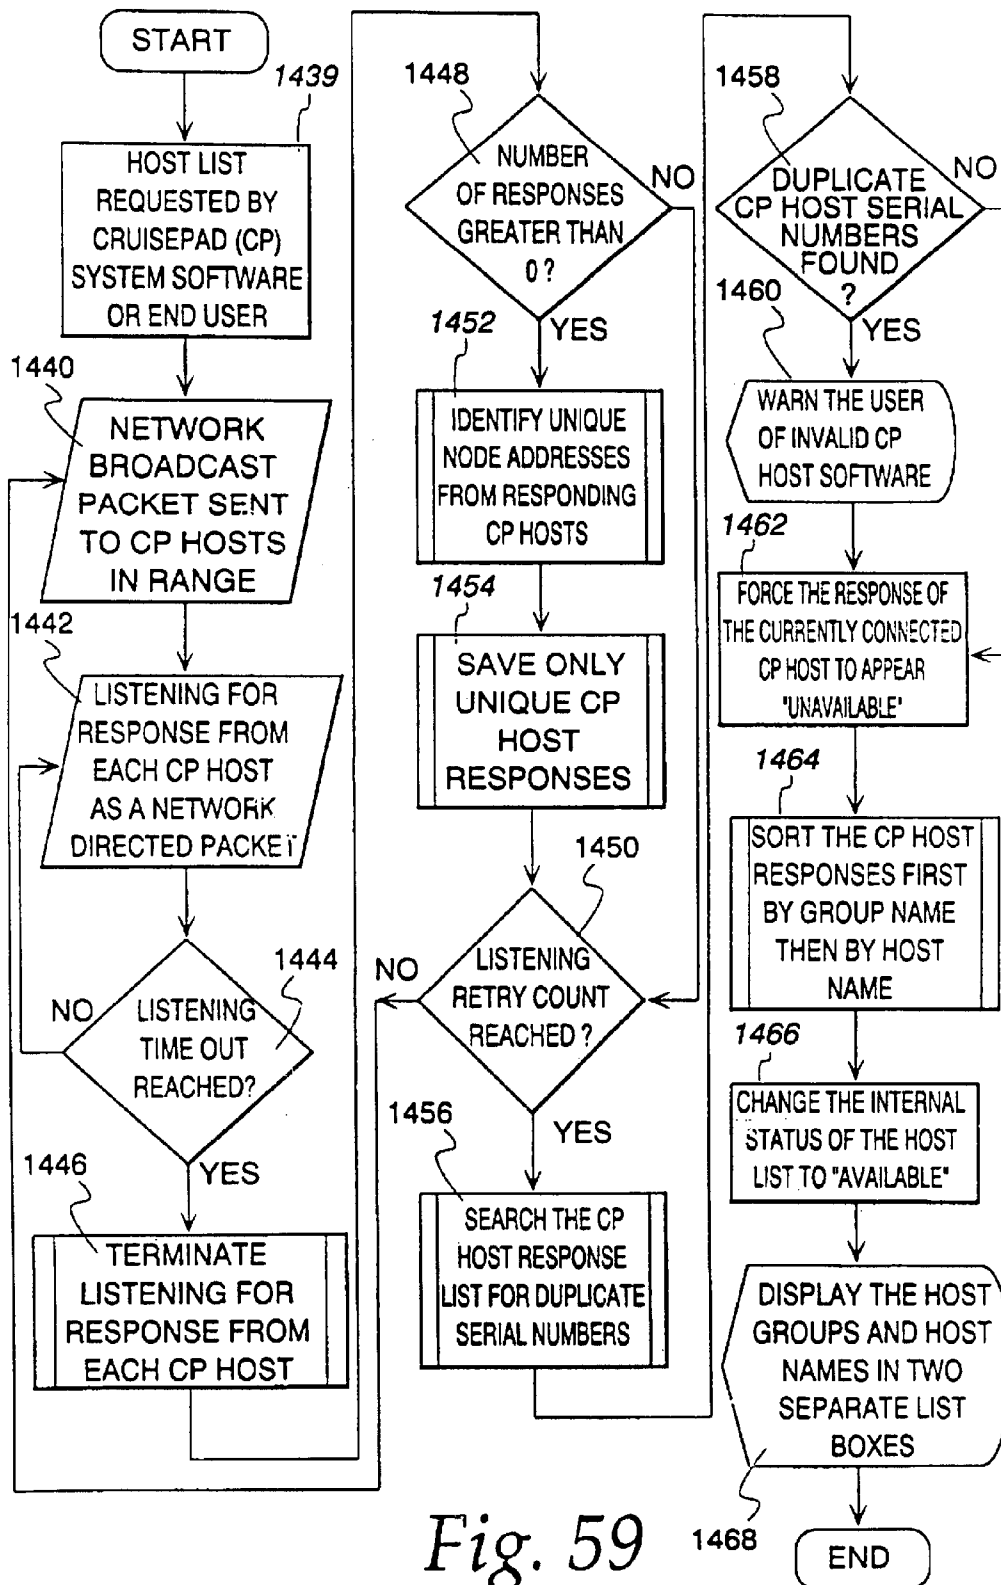 START
1439
HOST LIST
REQUESTED BY
CRUISEPAD (CP)
SYSTEM SOFTWARE
OR END USER
1440
NETWORK
BROADCAST
PACKET SENT
TO CP HOSTS
IN RANGE
1442
LISTENING FOR
RESPONSE FROM
EACH CP HOST
AS A NETWORK
DIRECTED PACKET
1444
NO
LISTENING
TIME OUT
REACHED?
YES
1446
TERMINATE
LISTENING FOR
RESPONSE FROM
EACH CP HOST
1448
NUMBER
OF RESPONSES
GREATER THAN
0 ?
NO
YES
1452
IDENTIFY UNIQUE
NODE ADDRESSES
FROM RESPONDING
CP HOSTS
1454
SAVE ONLY
UNIQUE CP
HOST
RESPONSES
1450
NO
LISTENING
RETRY COUNT
REACHED ?
YES
1456
SEARCH THE CP
HOST RESPONSE
LIST FOR DUPLICATE
SERIAL NUMBERS
1458
NO
DUPLICATE
CP HOST SERIAL
NUMBERS
FOUND
?
YES
1460
WARN THE USER
OF INVALID CP
HOST SOFTWARE
1462
FORCE THE RESPONSE OF
THE CURRENTLY CONNECTED
CP HOST TO APPEAR
"UNAVAILABLE"
1464
SORT THE CP HOST
RESPONSES FIRST
BY GROUP NAME
THEN BY HOST
NAME
1466
CHANGE THE INTERNAL
STATUS OF THE HOST
LIST TO "AVAILABLE"
DISPLAY THE HOST
GROUPS AND HOST
NAMES IN TWO
SEPARATE LIST
BOXES
1468
END
Fig. 59